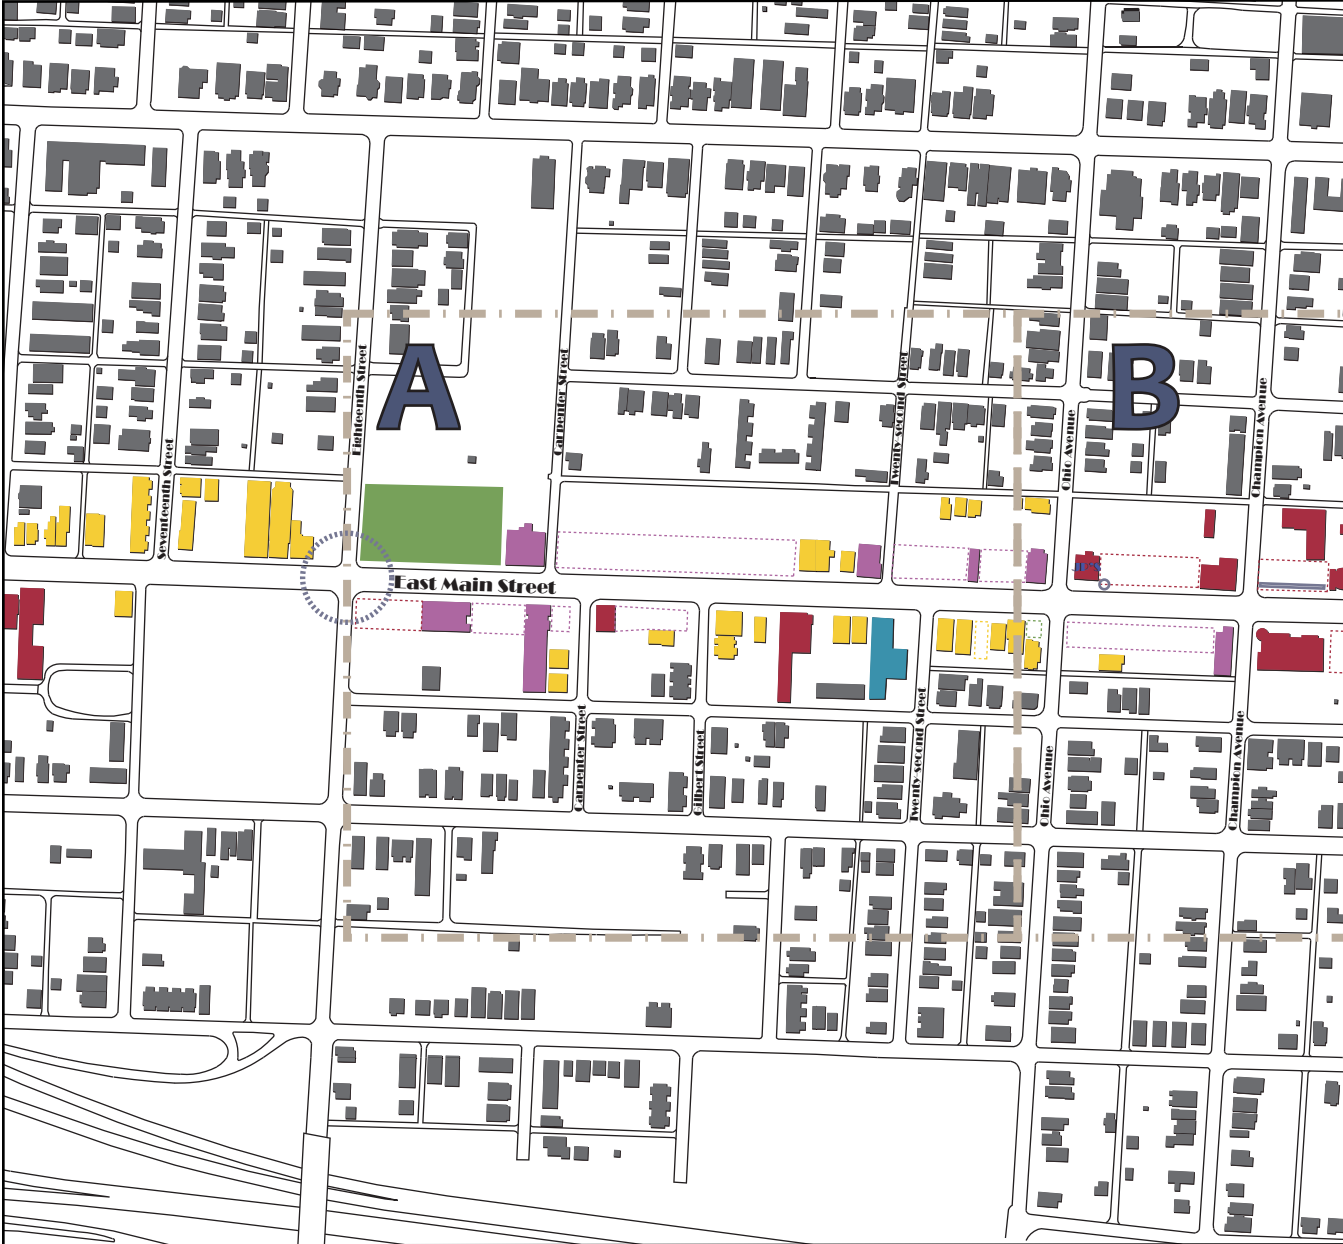 A
B
Eighteenth Street
Carpenter Street
Twenty-second Street
Ohio Avenue
Champion Avenue
Seventeenth Street
East Main Street
Carpenter Street
Gilbert Street
Twenty-second Street
Ohio Avenue
Champion Avenue